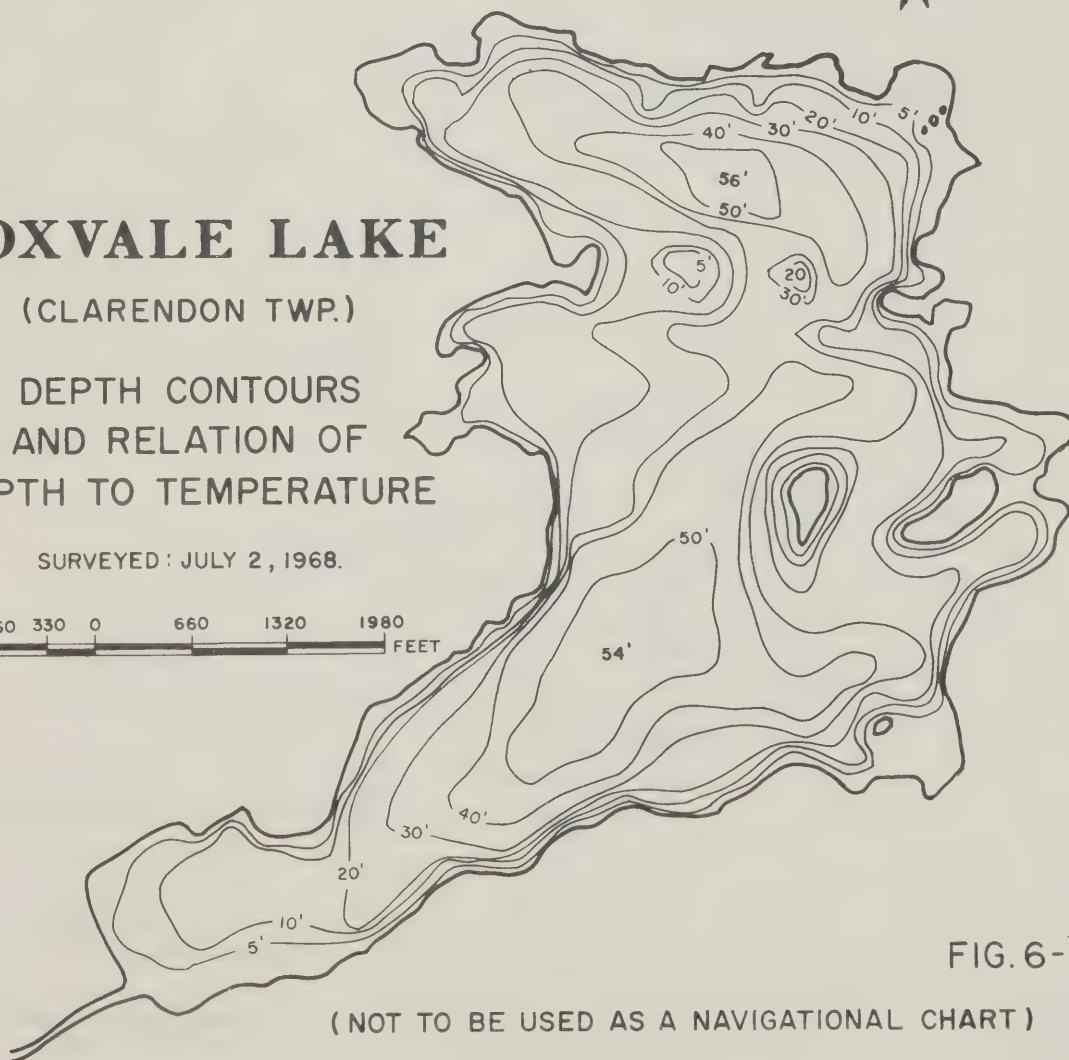 OXVALE LAKE
(CLARENDON TWP.)
DEPTH CONTOURS
AND RELATION OF
PTH TO TEMPERATURE
SURVEYED: JULY 2, 1968.
60 330 0 660 1320 1980
FEET
5'
10'
20'
30'
40'
56'
50'
5'
10'
20
30'
50'
54'
40'
30'
20'
10'
5'
FIG. 6-
(NOT TO BE USED AS A NAVIGATIONAL CHART)